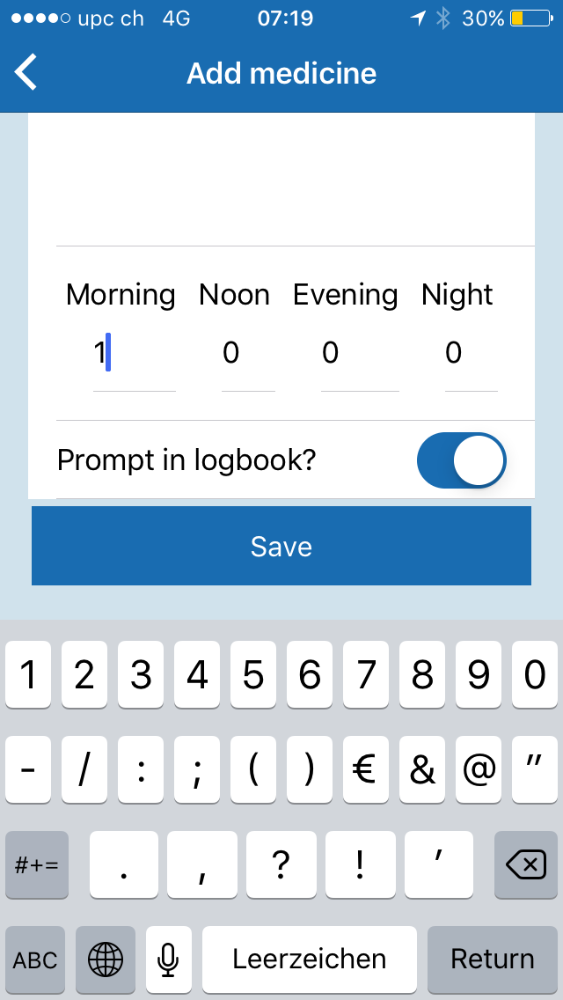 upc ch 4G 07:19 30%
Add medicine
Morning Noon Evening Night
1 0 0 0
Prompt in logbook?
Save
1 2 3 4 5 6 7 8 9 0
- / : ; ( ) € & @ "
#+= . , ? ! '
ABC Leerzeichen Return